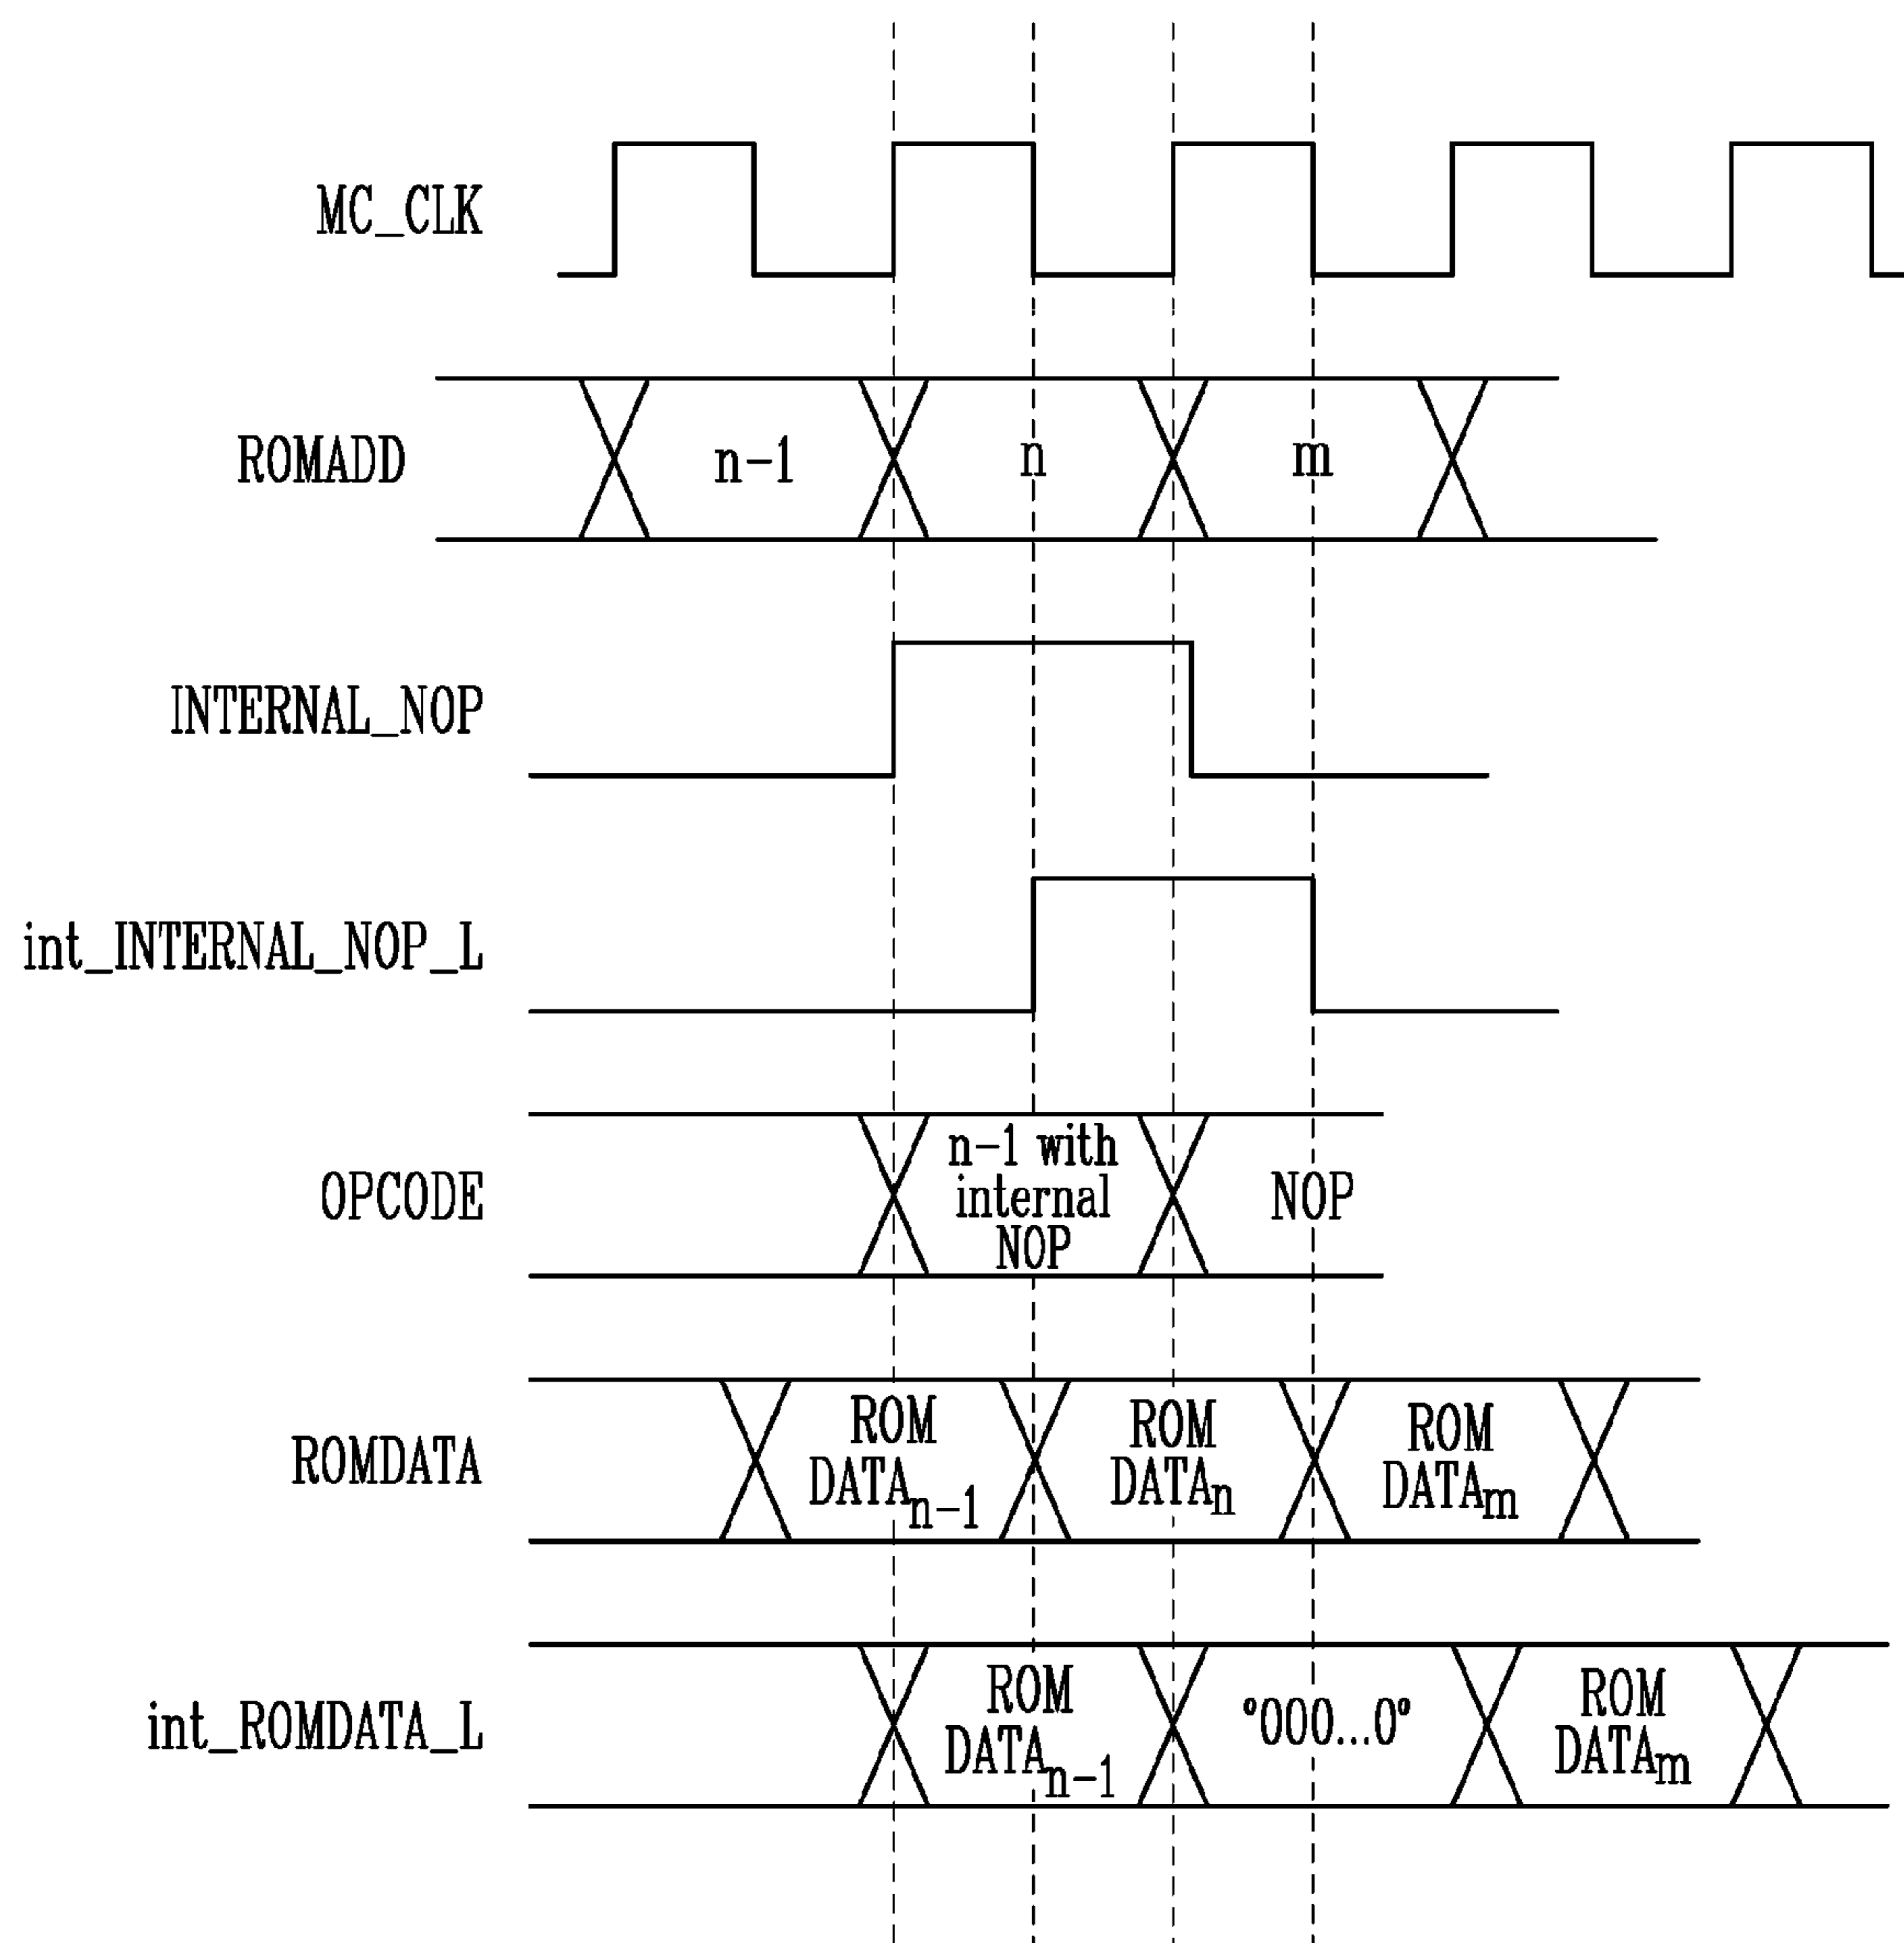 MC_CLK
ROMADD
n-1
n
m
INTERNAL_NOP
int_INTERNAL_NOP_L
OPCODE
n-1 with
internal
NOP
NOP
ROMDATA
ROM
DATAn-1
ROM
DATAn
ROM
DATAm
int_ROMDATA_L
ROM
DATAn-1
"000...0"
ROM
DATAm